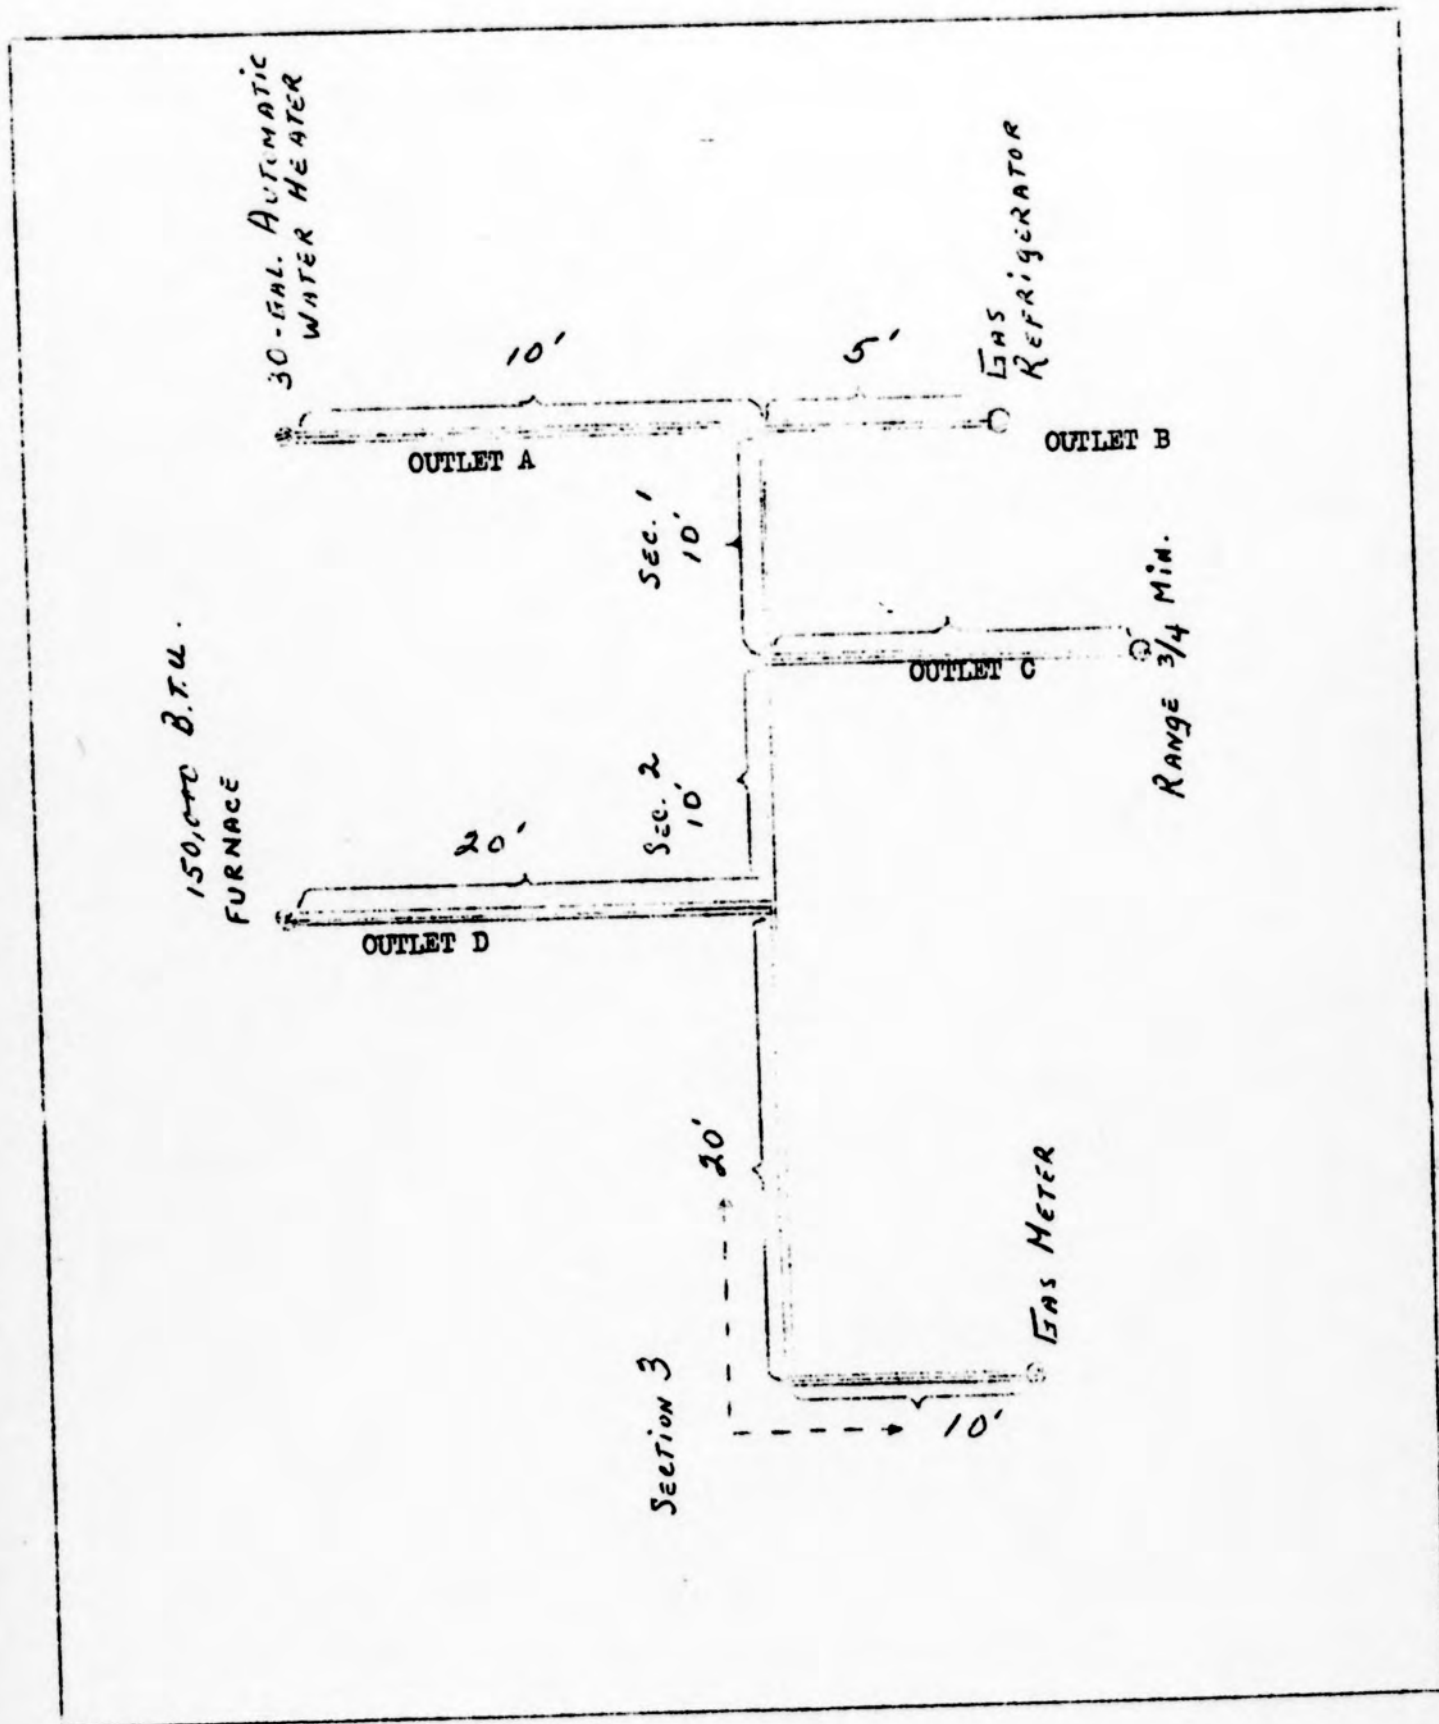 30-GAL. AUTOMATIC
WATER HEATER
10'
OUTLET A
5'
GAS
REFRIGERATOR
OUTLET B
SEC. 1
10'
150,000 B.T.U.
FURNACE
20'
OUTLET D
SEC. 2
10'
OUTLET C
RANGE 3/4 MIN.
SECTION 3
20'
10'
GAS METER